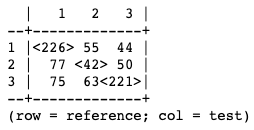 |   1   2   3 |
--+-------------+
1 |<226> 55  44 |
2 |  77 <42> 50 |
3 |  75  63<221>|
--+-------------+
(row = reference; col = test)